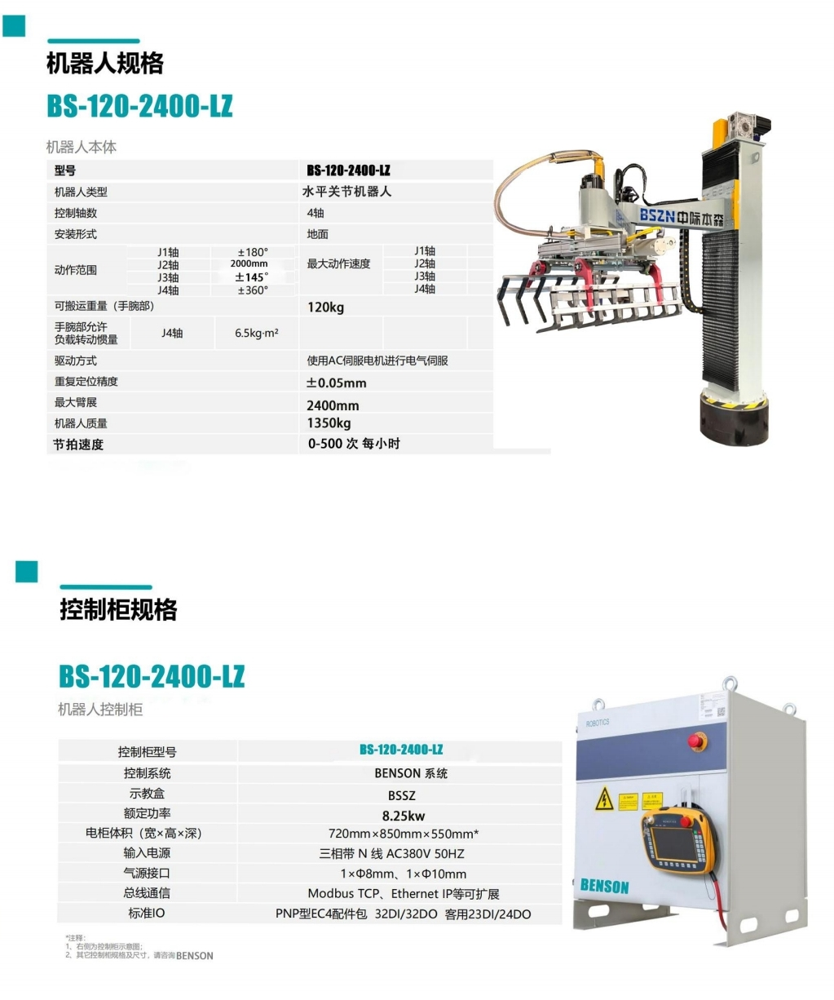 机器人规格
BS-120-2400-LZ
机器人本体
型号 BS-120-2400-LZ
机器人类型 水平关节机器人
控制轴数 4轴
安装形式 地面
动作范围 J1轴 ±180° 最大动作速度 J1轴
J2轴 2000mm J2轴
J3轴 ±145° J3轴
J4轴 ±360° J4轴
可搬运重量（手腕部） 120kg
手腕部允许
负载转动惯量 J4轴 6.5kg·m²
驱动方式 使用AC伺服电机进行电气伺服
重复定位精度 ±0.05mm
最大臂展 2400mm
机器人质量 1350kg
节拍速度 0-500 次 每小时
BSZN 中际本森
控制柜规格
BS-120-2400-LZ
机器人控制柜
控制柜型号 BS-120-2400-LZ
控制系统 BENSON 系统
示教盒 BSSZ
额定功率 8.25kw
电柜体积（宽×高×深） 720mm×850mm×550mm*
输入电源 三相带 N 线 AC380V 50HZ
气源接口 1×Φ8mm、1×Φ10mm
总线通信 Modbus TCP、Ethernet IP等可扩展
标准IO PNP型EC4配件包 32DI/32DO 客用23DI/24DO
*注释：
1、右侧为控制柜示意图；
2、其它控制柜规格及尺寸，请咨询BENSON
ROBOTICS
BENSON